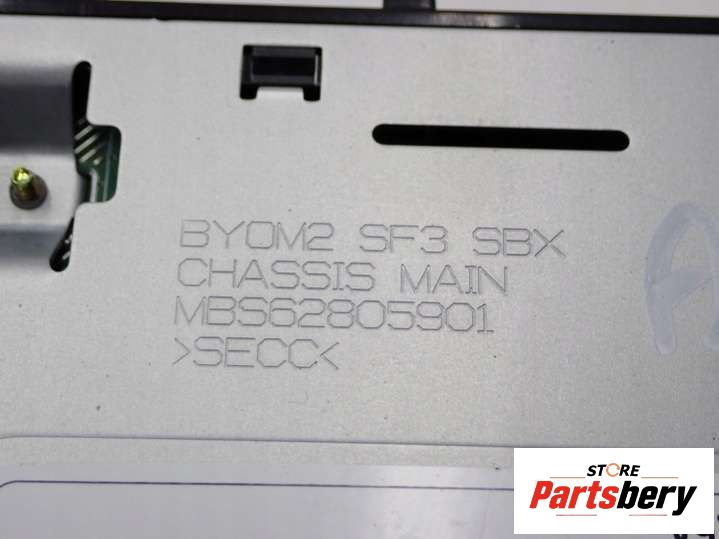 BYOM2 SF3 SBX
CHASSIS MAIN
MBS62805901
>SECC<
A
STORE
Partsbery